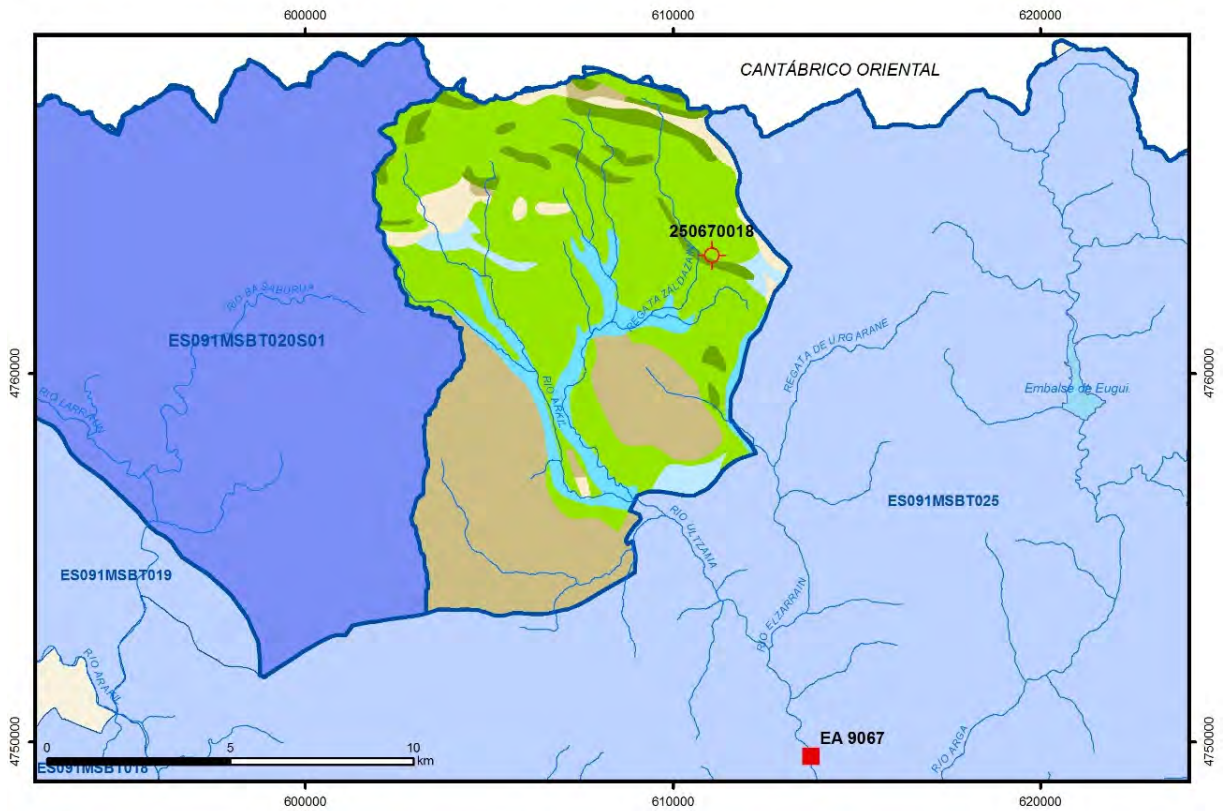 600000
610000
620000
CANTÁBRICO ORIENTAL
250670018
REGATA ZALDAZAIN
RIO BASABURUA
ES091MSBT020S01
4760000
4760000
REGATA DE URGARANE
Embalse de Eugui
RIO LARRAUN
RIO ARKIL
ES091MSBT025
RIO ULTZAMA
ES091MSBT019
RIO ELZARRAIN
RIO ARAKIL
4750000
4750000
EA 9067
RIO ARGA
0
5
10
km
ES091MSBT018
600000
610000
620000